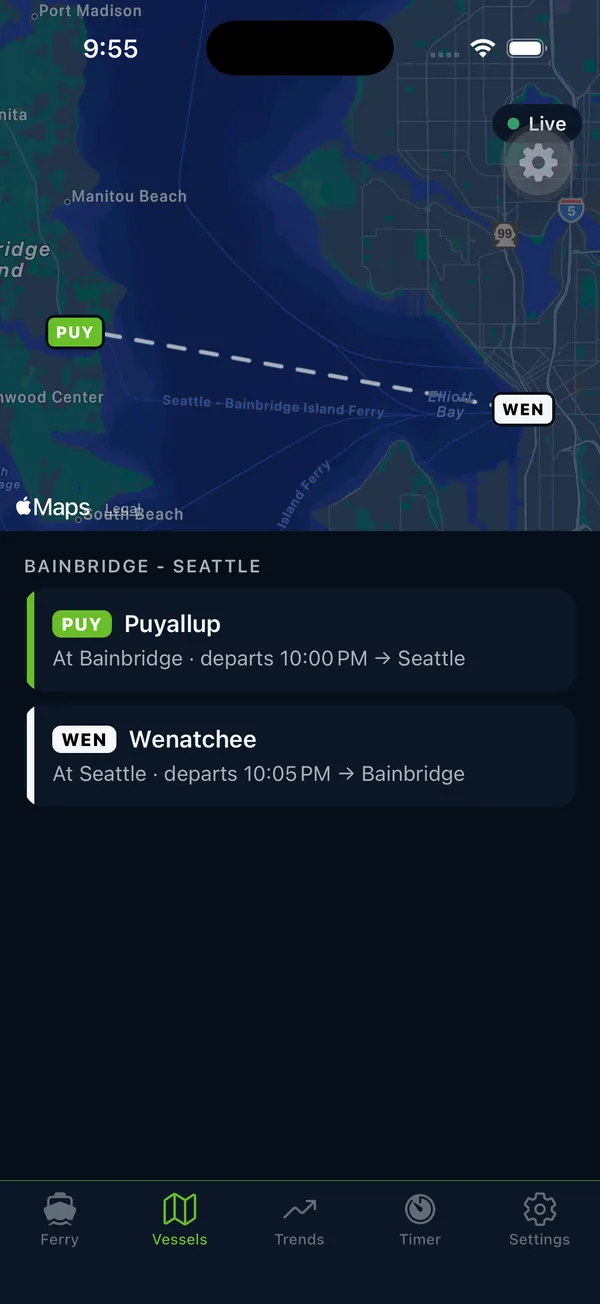 Port Madison
9:55
nita
Live
Manitou Beach
5
ridge
nd
99
PUY
nwood Center
Seattle - Bainbridge Island Ferry
Elliott
Bay
WEN
h
age
Island Ferry
Maps
Legal
South Beach
BAINBRIDGE - SEATTLE
PUY Puyallup
At Bainbridge · departs 10:00 PM → Seattle
WEN Wenatchee
At Seattle · departs 10:05 PM → Bainbridge
Ferry
Vessels
Trends
Timer
Settings